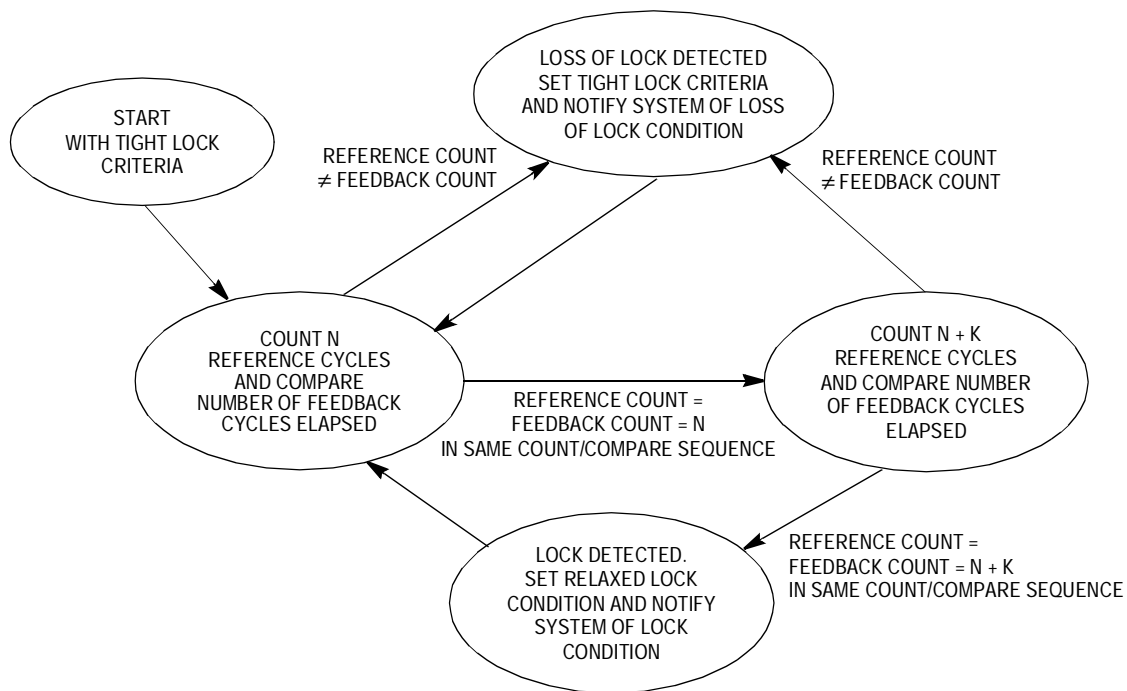 START
WITH TIGHT LOCK
CRITERIA
LOSS OF LOCK DETECTED
SET TIGHT LOCK CRITERIA
AND NOTIFY SYSTEM OF LOSS
OF LOCK CONDITION
REFERENCE COUNT
≠ FEEDBACK COUNT
REFERENCE COUNT
≠ FEEDBACK COUNT
COUNT N
REFERENCE CYCLES
AND COMPARE
NUMBER OF FEEDBACK
CYCLES ELAPSED
REFERENCE COUNT =
FEEDBACK COUNT = N
IN SAME COUNT/COMPARE SEQUENCE
COUNT N + K
REFERENCE CYCLES
AND COMPARE NUMBER
OF FEEDBACK CYCLES
ELAPSED
LOCK DETECTED.
SET RELAXED LOCK
CONDITION AND NOTIFY
SYSTEM OF LOCK
CONDITION
REFERENCE COUNT =
FEEDBACK COUNT = N + K
IN SAME COUNT/COMPARE SEQUENCE